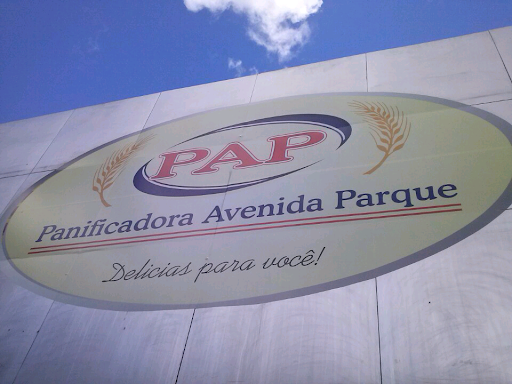 PAP
Panificadora Avenida Parque
Delicias para você!